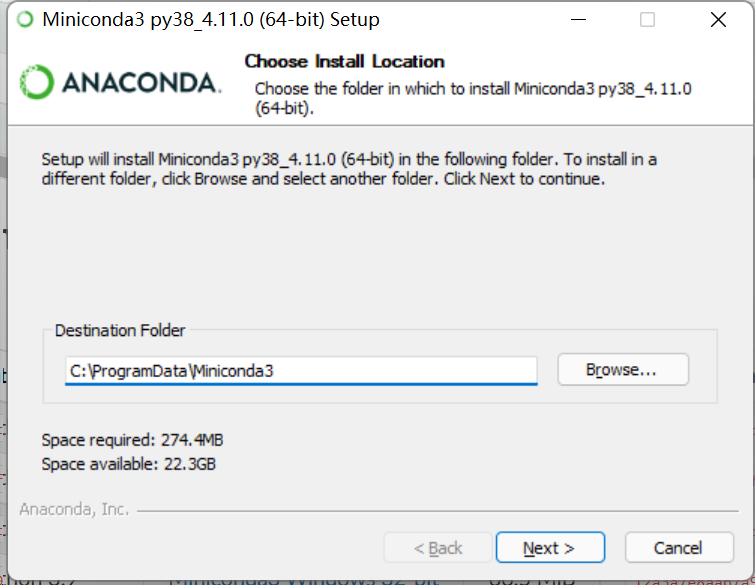 Miniconda3 py38_4.11.0 (64-bit) Setup
ANACONDA.
Choose Install Location
Choose the folder in which to install Miniconda3 py38_4.11.0
(64-bit).
Setup will install Miniconda3 py38_4.11.0 (64-bit) in the following folder. To install in a
different folder, click Browse and select another folder. Click Next to continue.
Destination Folder
C:\ProgramData\Miniconda3
Browse...
Space required: 274.4MB
Space available: 22.3GB
Anaconda, Inc.
< Back
Next >
Cancel